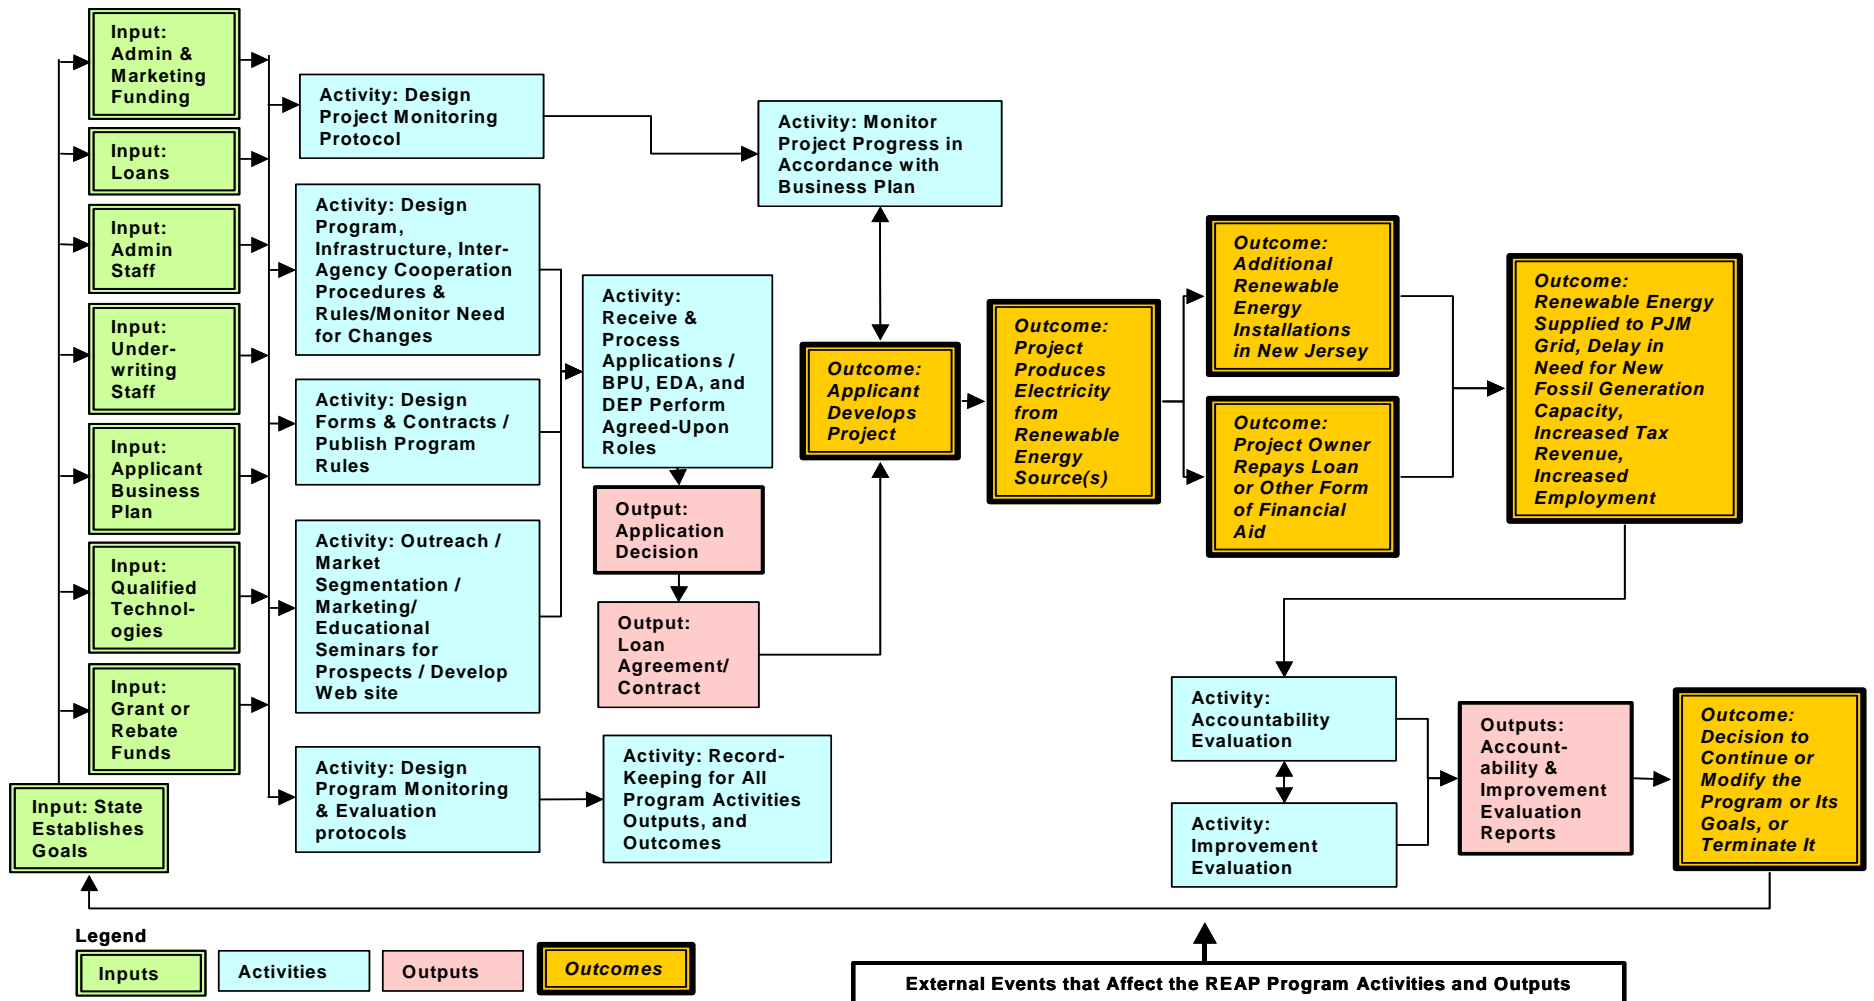 Input:
Admin &
Marketing
Funding
Input:
Loans
Input:
Admin
Staff
Input:
Under-
writing
Staff
Input:
Applicant
Business
Plan
Input:
Qualified
Technol-
ogies
Input:
Grant or
Rebate
Funds
Input: State
Establishes
Goals
Activity: Design
Project Monitoring
Protocol
Activity: Design
Program,
Infrastructure, Inter-
Agency Cooperation
Procedures &
Rules/Monitor Need
for Changes
Activity: Design
Forms & Contracts /
Publish Program
Rules
Activity: Outreach /
Market
Segmentation /
Marketing/
Educational
Seminars for
Prospects / Develop
Web site
Activity: Design
Program Monitoring
& Evaluation
protocols
Activity:
Receive &
Process
Applications /
BPU, EDA, and
DEP Perform
Agreed-Upon
Roles
Output:
Application
Decision
Output:
Loan
Agreement/
Contract
Activity: Record-
Keeping for All
Program Activities
Outputs, and
Outcomes
Activity: Monitor
Project Progress in
Accordance with
Business Plan
Outcome:
Applicant
Develops
Project
Outcome:
Project
Produces
Electricity
from
Renewable
Energy
Source(s)
Outcome:
Additional
Renewable
Energy
Installations
in New Jersey
Outcome:
Project Owner
Repays Loan
or Other Form
of Financial
Aid
Outcome:
Renewable Energy
Supplied to PJM
Grid, Delay in
Need for New
Fossil Generation
Capacity,
Increased Tax
Revenue,
Increased
Employment
Activity:
Accountability
Evaluation
Activity:
Improvement
Evaluation
Outputs:
Account-
ability &
Improvement
Evaluation
Reports
Outcome:
Decision to
Continue or
Modify the
Program or Its
Goals, or
Terminate It
Legend
Inputs
Activities
Outputs
Outcomes
External Events that Affect the REAP Program Activities and Outputs